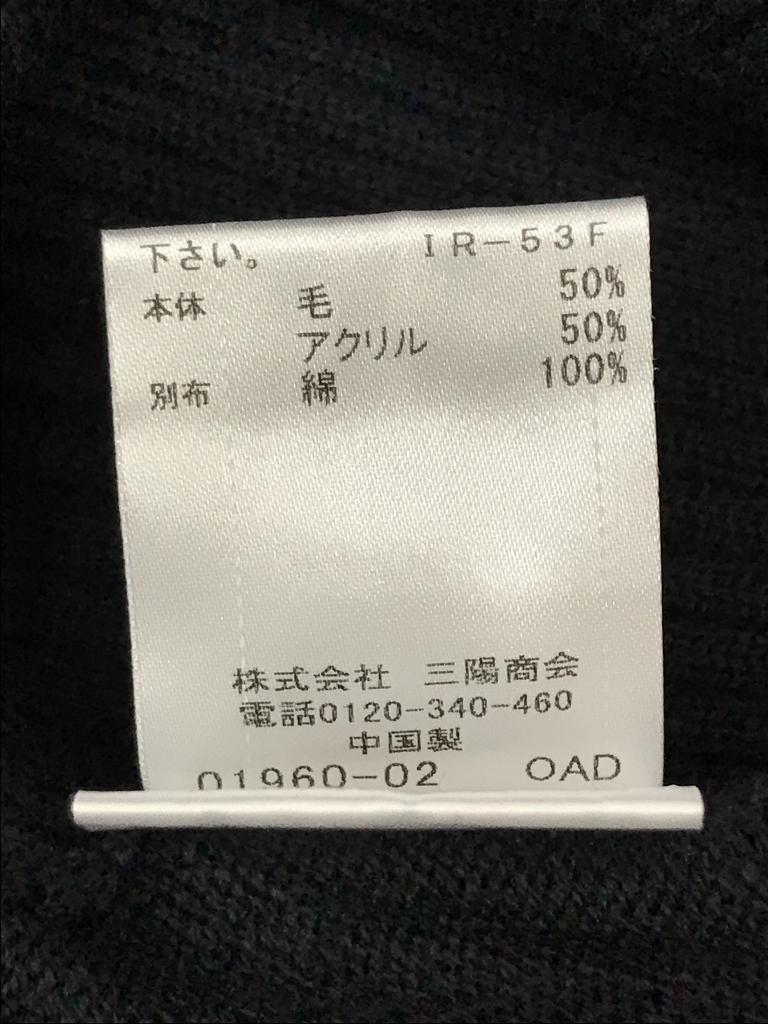 下さい。 IR-53F
本体 毛 50%
アクリル 50%
別布 綿 100%
株式会社 三陽商会
電話0120-340-460
中国製
01960-02 OAD